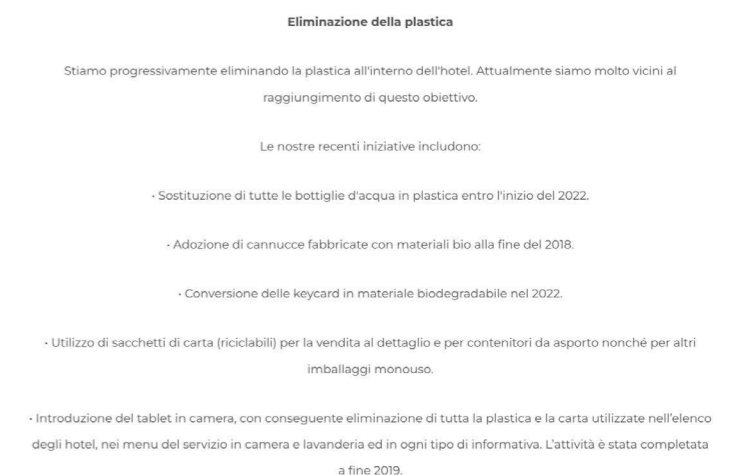 Eliminazione della plastica
Stiamo progressivamente eliminando la plastica all'interno dell'hotel. Attualmente siamo molto vicini al
raggiungimento di questo obiettivo.
Le nostre recenti iniziative includono:
• Sostituzione di tutte le bottiglie d'acqua in plastica entro l'inizio del 2022.
• Adozione di cannucce fabbricate con materiali bio alla fine del 2018.
• Conversione delle keycard in materiale biodegradabile nel 2022.
• Utilizzo di sacchetti di carta (riciclabili) per la vendita al dettaglio e per contenitori da asporto nonché per altri
imballaggi monouso.
• Introduzione del tablet in camera, con conseguente eliminazione di tutta la plastica e la carta utilizzate nell’elenco
degli hotel, nei menu del servizio in camera e lavanderia ed in ogni tipo di informativa. L’attività è stata completata
a fine 2019.